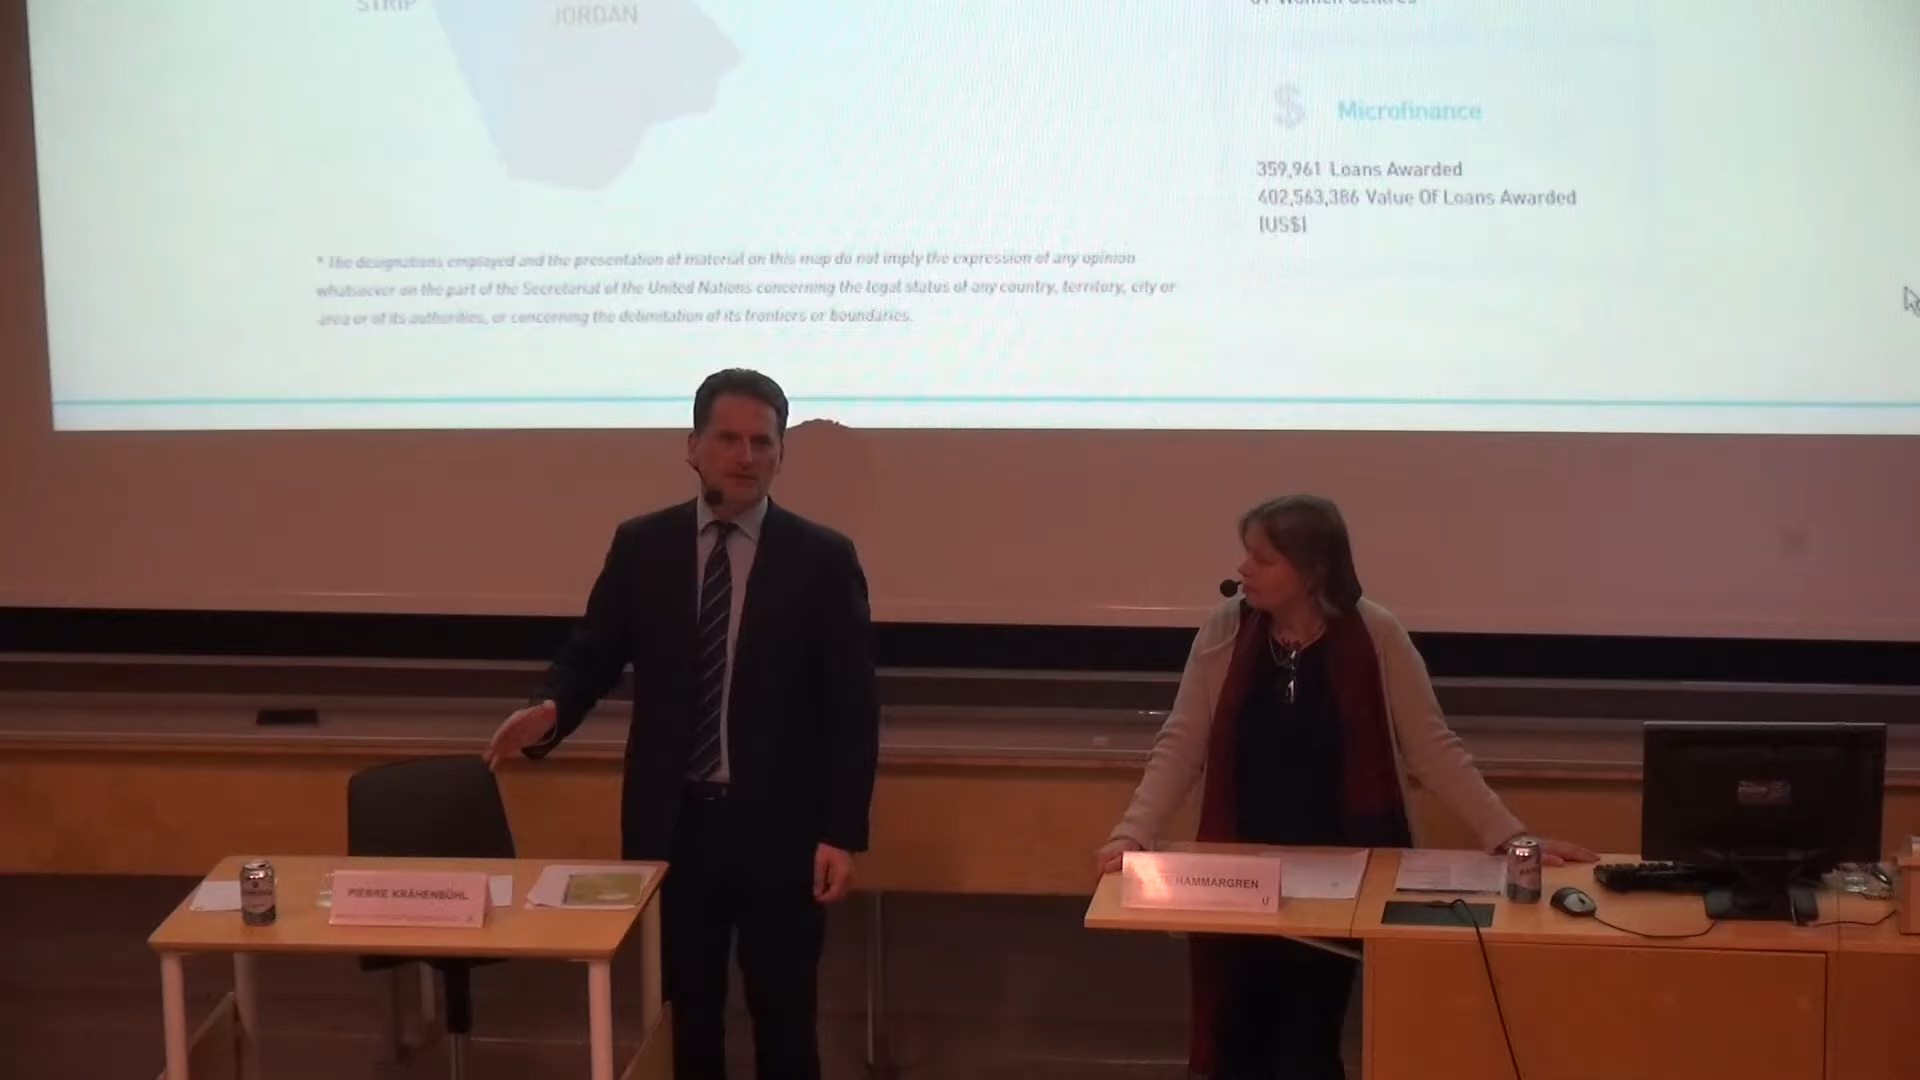 STRIP
JORDAN
Women Centres
$ Microfinance
359,961 Loans Awarded
402,563,386 Value Of Loans Awarded
(US$)
* The designations employed and the presentation of material on this map do not imply the expression of any opinion
whatsoever on the part of the Secretariat of the United Nations concerning the legal status of any country, territory, city or
area or of its authorities, or concerning the delimitation of its frontiers or boundaries.
PIERRE KRÄHENBÜHL
HAMMARGREN